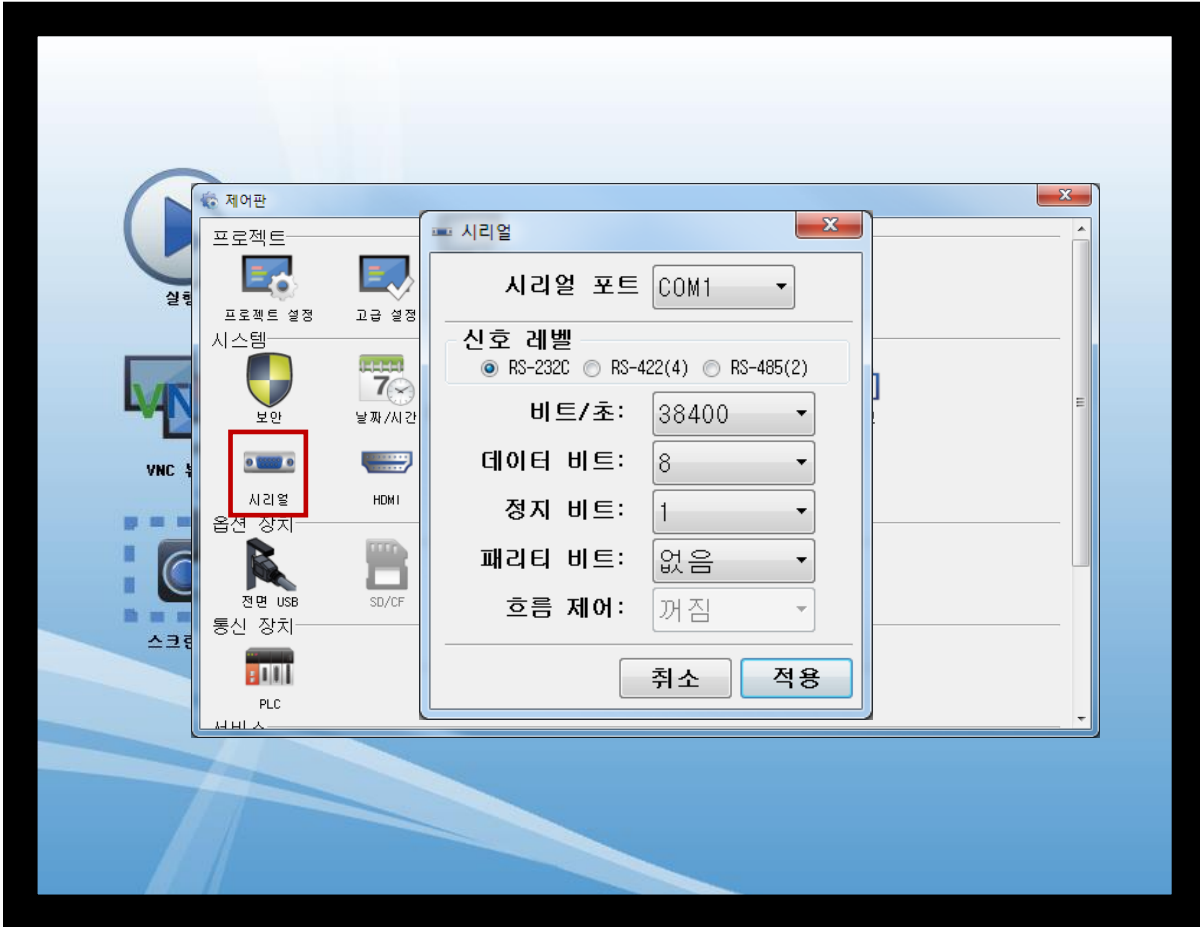 제어판
프로젝트
프로젝트 설정
고급 설정
시스템
보안
날짜/시간
시리얼
HDMI
옵션 장치
전면 USB
SD/CF
통신 장치
PLC
서비스
시리얼
시리얼 포트 COM1
신호 레벨
RS-232C RS-422(4) RS-485(2)
비트/초: 38400
데이터 비트: 8
정지 비트: 1
패리티 비트: 없음
흐름 제어: 꺼짐
취소 적용
VNC
7